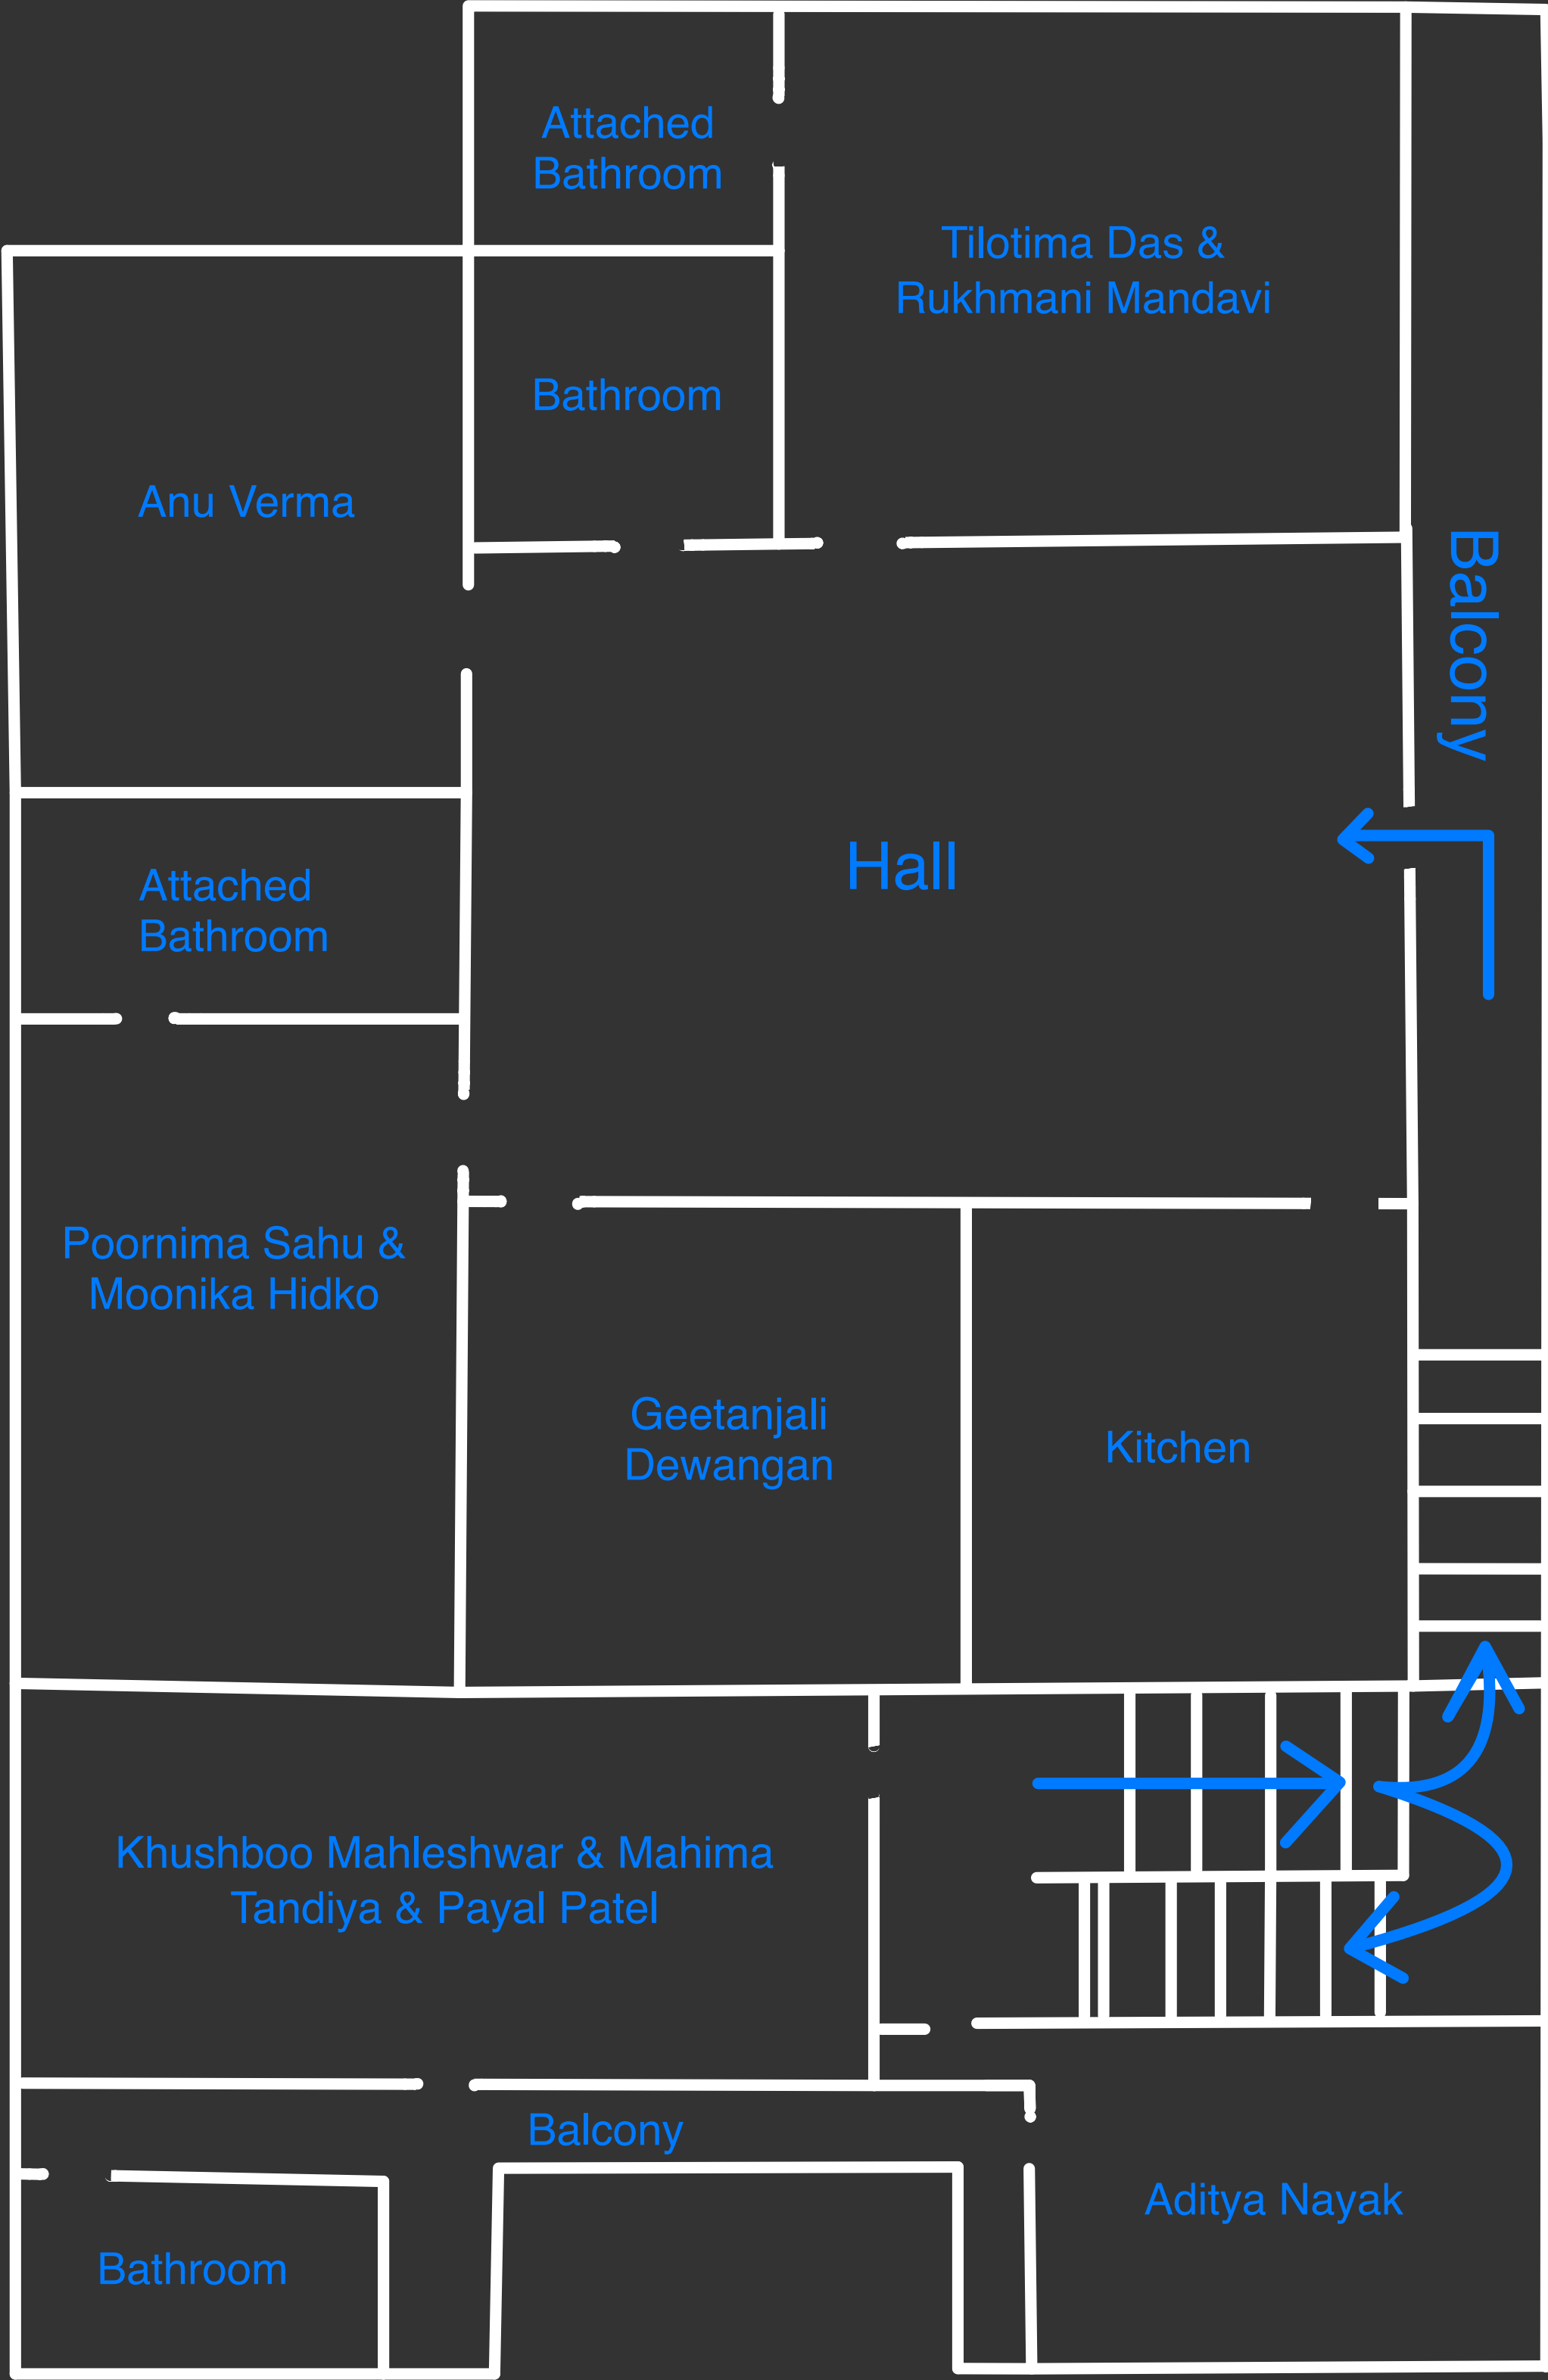 Attached
Bathroom
Tilotima Das &
Rukhmani Mandavi
Bathroom
Anu Verma
Balcony
Hall
Attached
Bathroom
Poornima Sahu &
Moonika Hidko
Geetanjali
Dewangan
Kitchen
Khushboo Mahleshwar & Mahima
Tandiya & Payal Patel
Balcony
Aditya Nayak
Bathroom